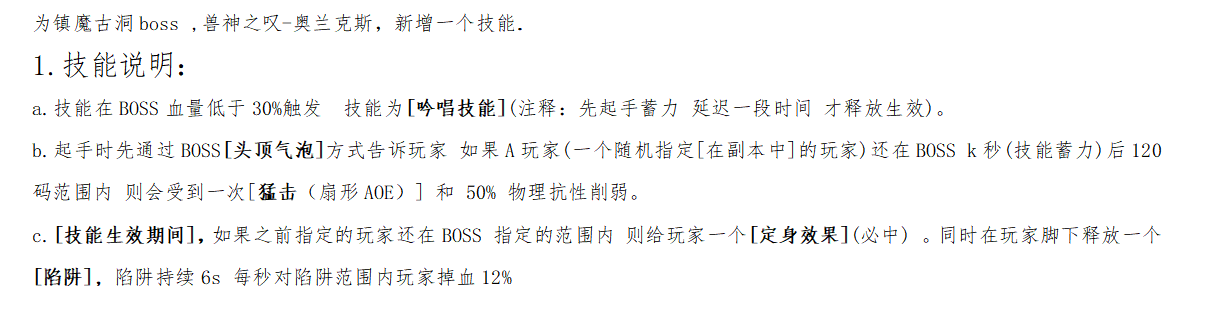 为镇魔古洞boss ,兽神之叹-奥兰克斯，新增一个技能.
1.技能说明：
a.技能在BOSS血量低于30%触发 技能为[吟唱技能](注释：先起手蓄力 延迟一段时间 才释放生效)。
b.起手时先通过BOSS[头顶气泡]方式告诉玩家 如果A玩家(一个随机指定[在副本中]的玩家)还在BOSS k秒(技能蓄力)后120
码范围内 则会受到一次[猛击（扇形AOE）] 和 50% 物理抗性削弱。
c.[技能生效期间]，如果之前指定的玩家还在BOSS 指定的范围内 则给玩家一个[定身效果](必中) 。同时在玩家脚下释放一个
[陷阱]，陷阱持续6s 每秒对陷阱范围内玩家掉血12%